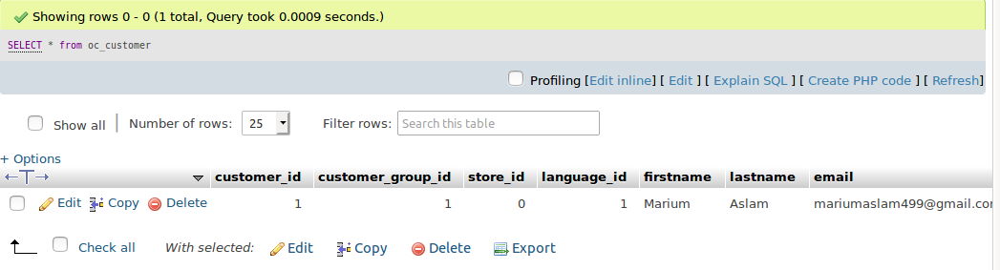 Showing rows 0 - 0 (1 total, Query took 0.0009 seconds.)
SELECT * from oc_customer
Profiling [Edit inline] [ Edit ] [ Explain SQL ] [ Create PHP code ] [ Refresh]
Show all | Number of rows: 25 Filter rows: Search this table
+ Options
←T→ customer_id customer_group_id store_id language_id firstname lastname email
Edit Copy Delete 1 1 0 1 Marium Aslam mariumaslam499@gmail.co
Check all With selected: Edit Copy Delete Export